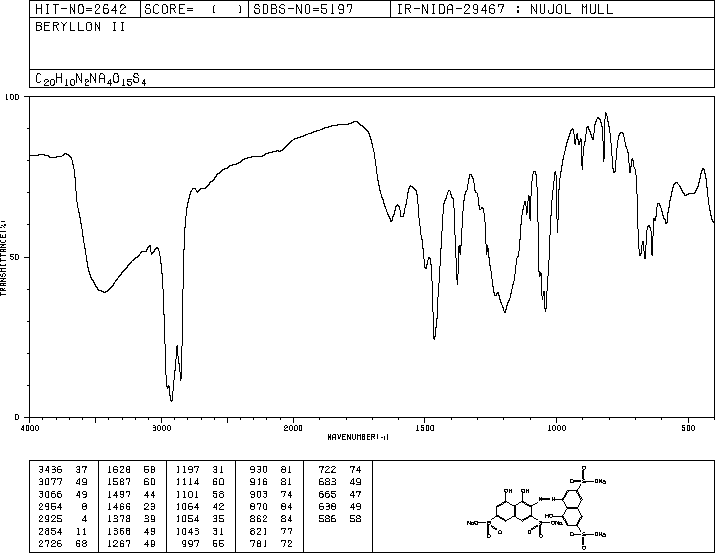 HIT-NO=2642 SCORE= ( ) SDBS-NO=5197 IR-NIDA-29467 : NUJOL MULL
BERYLLON II
C20H10N2NA4O15S4
100
50
0
TRANSMITTANCE(%)
4000 3000 2000 1500 1000 500
WAVENUMBER(-1)
3436 37 1628 58 1197 31 930 81 722 74
3077 49 1587 60 1114 60 916 81 683 49
3066 49 1497 44 1101 58 903 74 665 47
2954 8 1466 23 1064 42 870 84 638 49
2925 4 1378 39 1054 35 862 84 586 58
2854 11 1368 49 1043 31 821 77
2726 68 1267 49 997 55 781 72
OH OH
N N
HO
O
S ONa
O